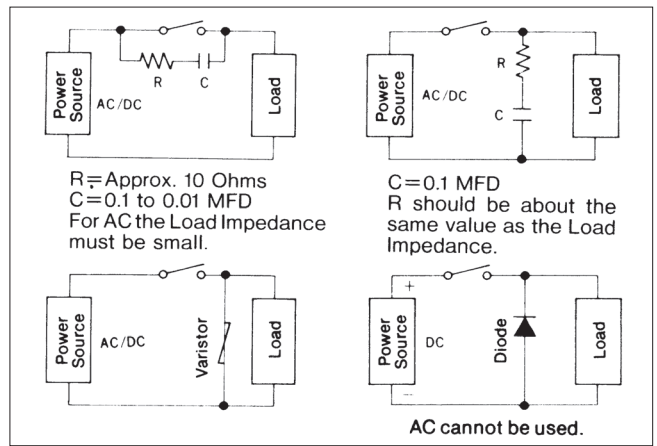 Power Source
AC/DC
R
C
Load
R≒Approx. 10 Ohms
C=0.1 to 0.01 MFD
For AC the Load Impedance
must be small.
Power Source
AC/DC
R
C
Load
C=0.1 MFD
R should be about the
same value as the Load
Impedance.
Power Source
AC/DC
Varistor
Load
Power Source
+
−
DC
Diode
Load
AC cannot be used.